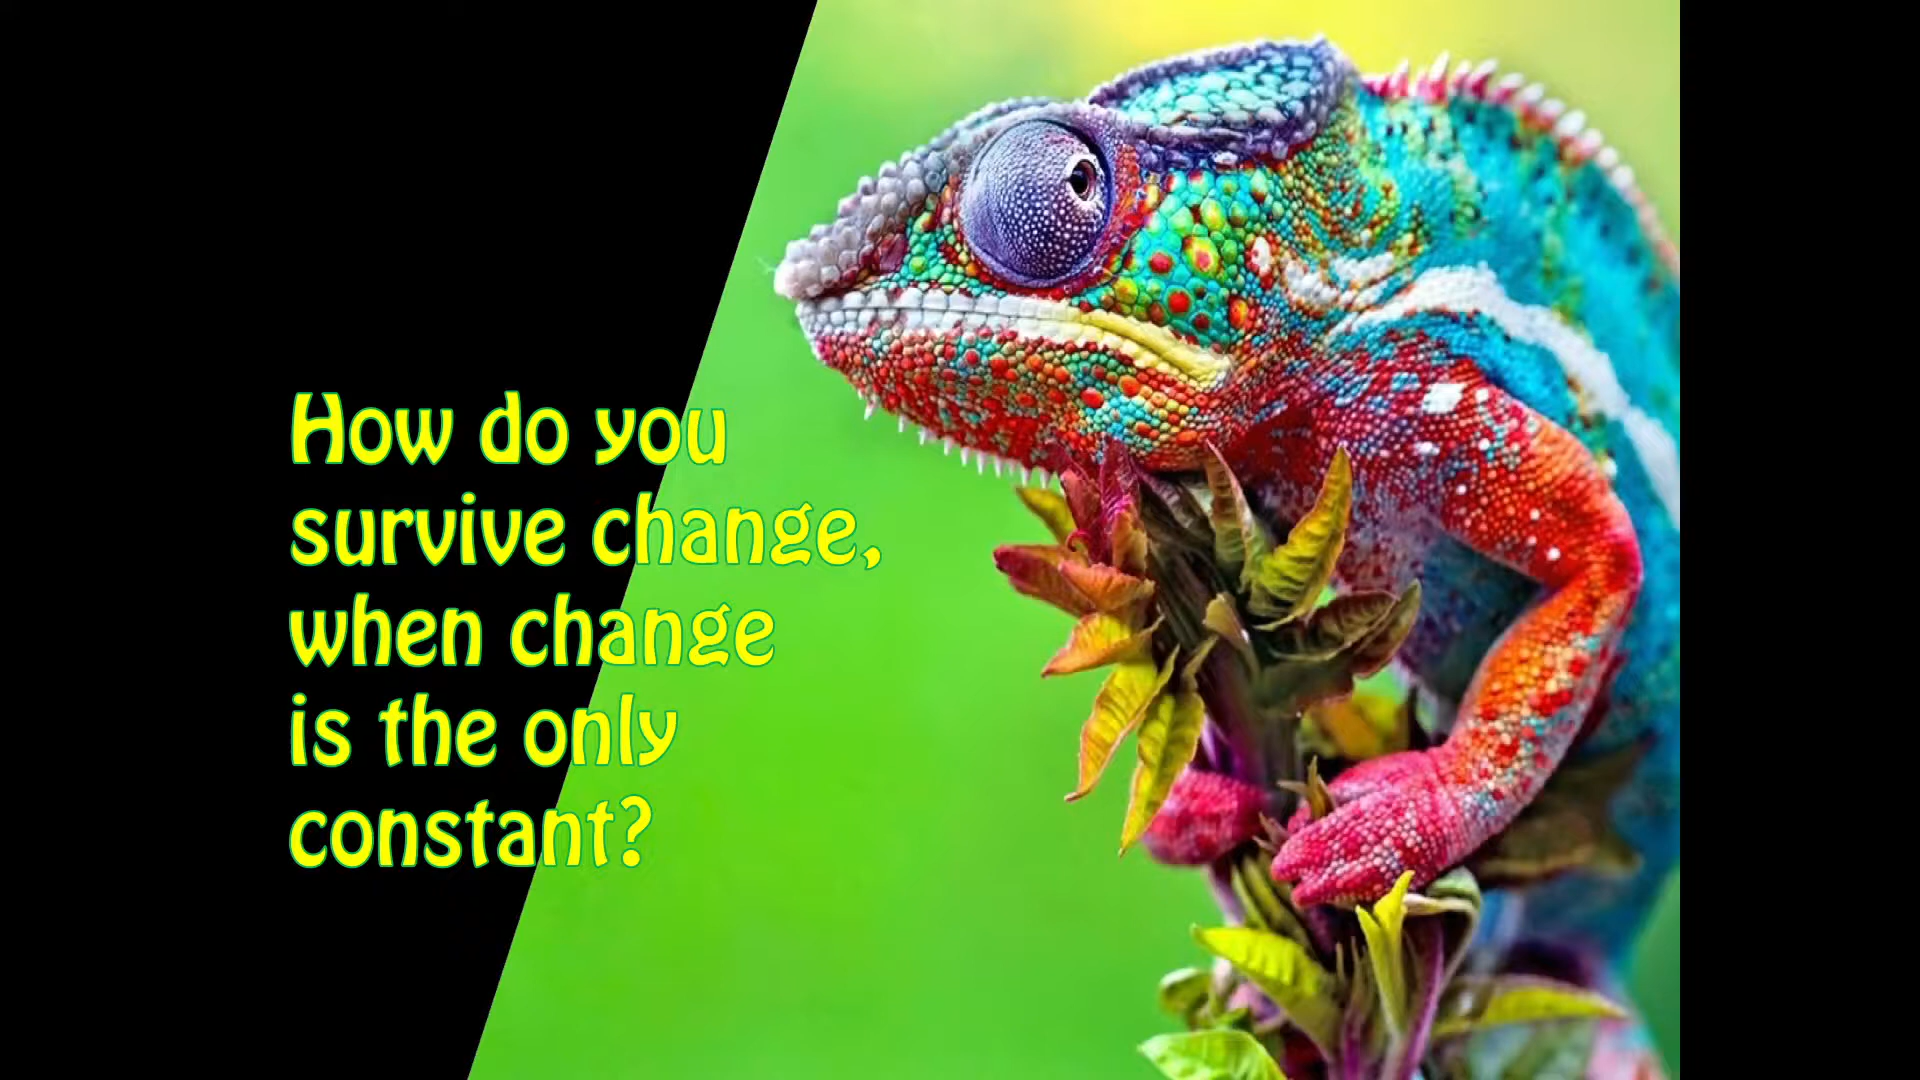 How do you
survive change,
when change
is the only
constant?